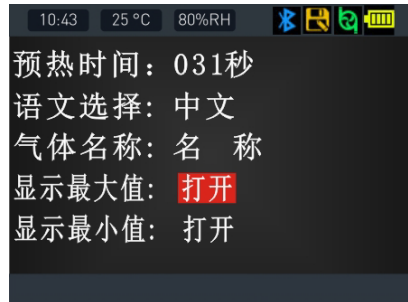 10:43 25 °C 80%RH
预热时间：031秒
语文选择: 中文
气体名称: 名 称
显示最大值: 打开
显示最小值: 打开